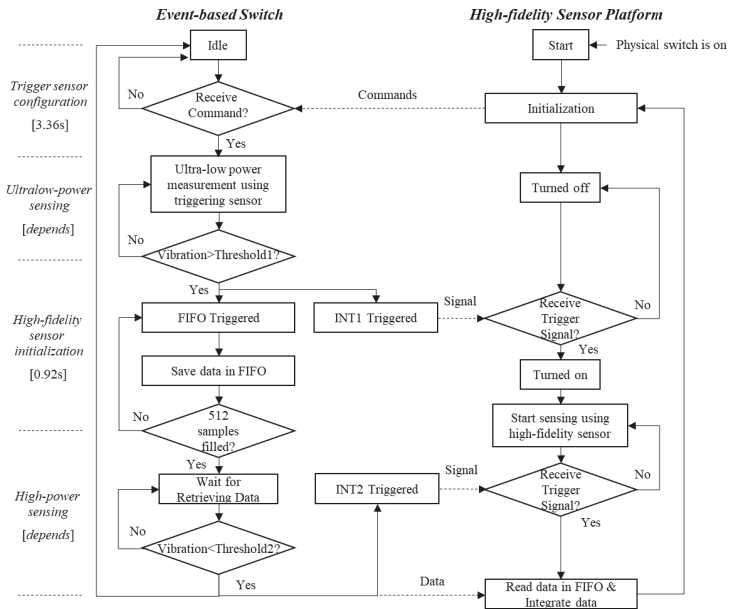 Event-based Switch
High-fidelity Sensor Platform
Idle
Start
Physical switch is on
Trigger sensor
configuration
[3.36s]
No
Receive
Command?
Commands
Initialization
Yes
Ultralow-power
sensing
[depends]
Ultra-low power
measurement using
triggering sensor
Turned off
No
Vibration>Threshold1?
Yes
High-fidelity
sensor
initialization
[0.92s]
FIFO Triggered
INT1 Triggered
Signal
Receive
Trigger
Signal?
No
Yes
Save data in FIFO
Turned on
No
512
samples
filled?
Start sensing using
high-fidelity sensor
Yes
High-power
sensing
[depends]
Wait for
Retrieving Data
INT2 Triggered
Signal
Receive
Trigger
Signal?
No
Yes
No
Vibration<Threshold2?
Yes
Data
Read data in FIFO &
Integrate data